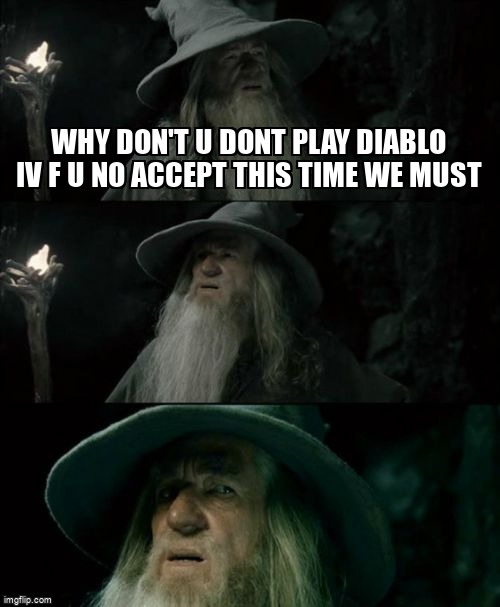 WHY DON'T U DONT PLAY DIABLO
IV F U NO ACCEPT THIS TIME WE MUST
imgflip.com